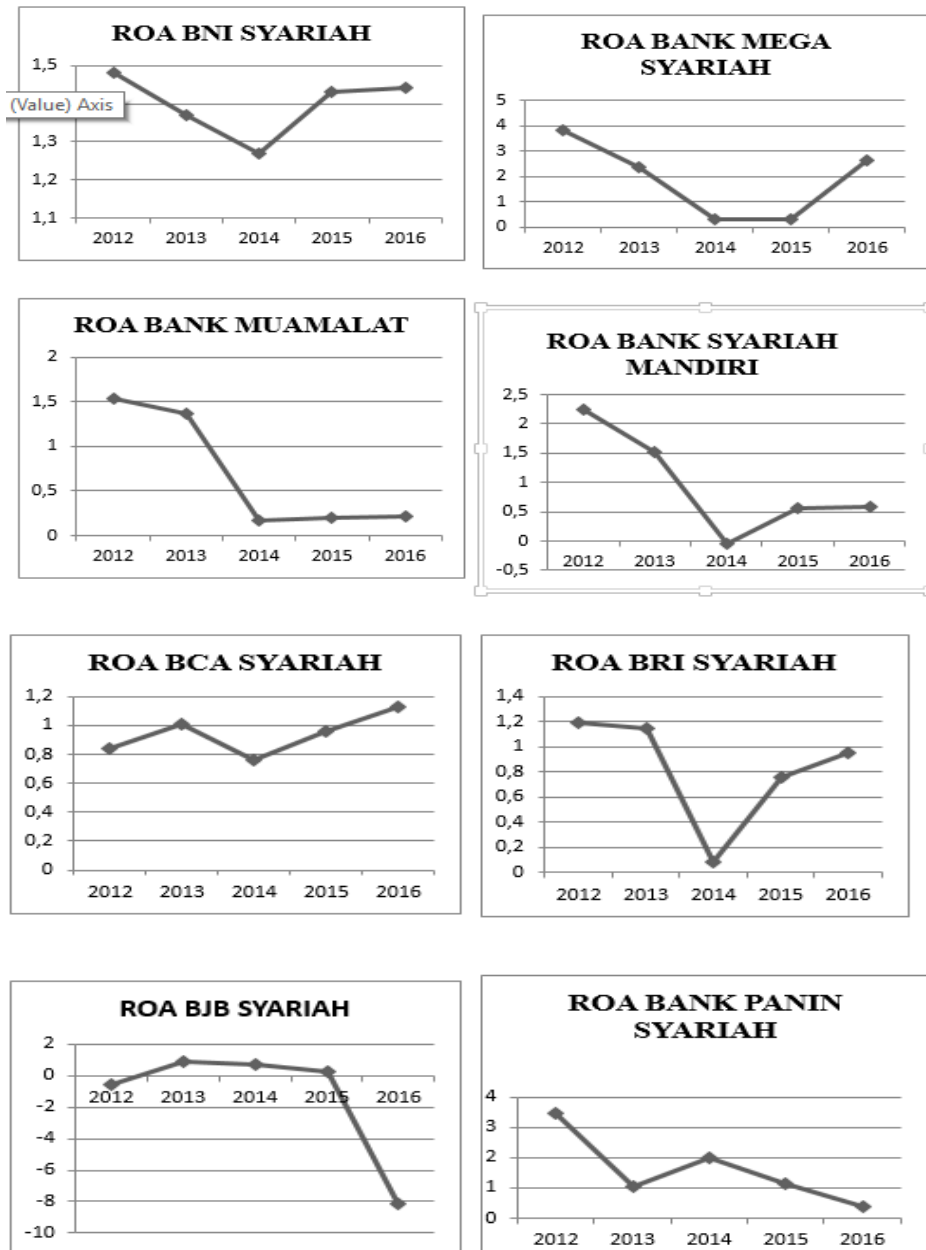 ROA BNI SYARIAH
1,5
(Value) Axis
1,3
1,2
1,1
2012 2013 2014 2015 2016
ROA BANK MEGA
SYARIAH
5
4
3
2
1
0
2012 2013 2014 2015 2016
ROA BANK MUAMALAT
2
1,5
1
0,5
0
2012 2013 2014 2015 2016
ROA BANK SYARIAH
MANDIRI
2,5
2
1,5
1
0,5
0
-0,5
2012 2013 2014 2015 2016
ROA BCA SYARIAH
1,2
1
0,8
0,6
0,4
0,2
0
2012 2013 2014 2015 2016
ROA BRI SYARIAH
1,4
1,2
1
0,8
0,6
0,4
0,2
0
2012 2013 2014 2015 2016
ROA BJB SYARIAH
2
0
2012 2013 2014 2015 2016
-2
-4
-6
-8
-10
ROA BANK PANIN
SYARIAH
4
3
2
1
0
2012 2013 2014 2015 2016